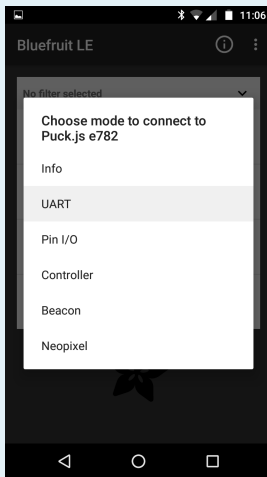 11:06
Bluefruit LE
No filter selected
Choose mode to connect to
Puck.js e782
Info
UART
Pin I/O
Controller
Beacon
Neopixel